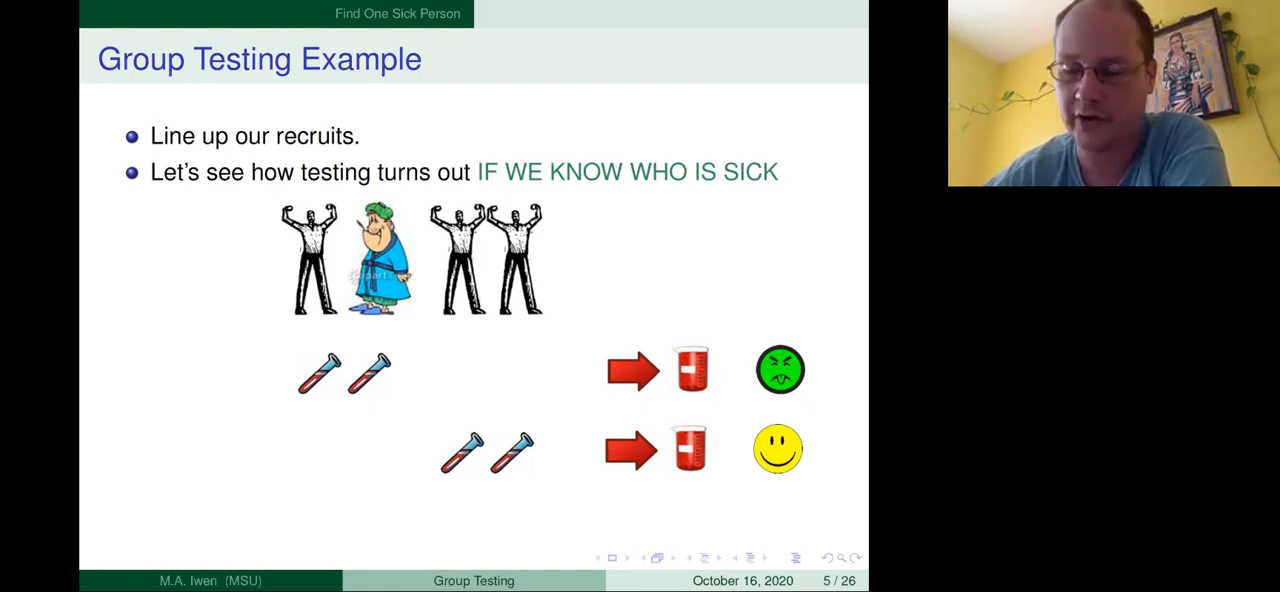 Find One Sick Person
Group Testing Example
Line up our recruits.
Let's see how testing turns out IF WE KNOW WHO IS SICK
M.A. Iwen (MSU)
Group Testing
October 16, 2020
5 / 26